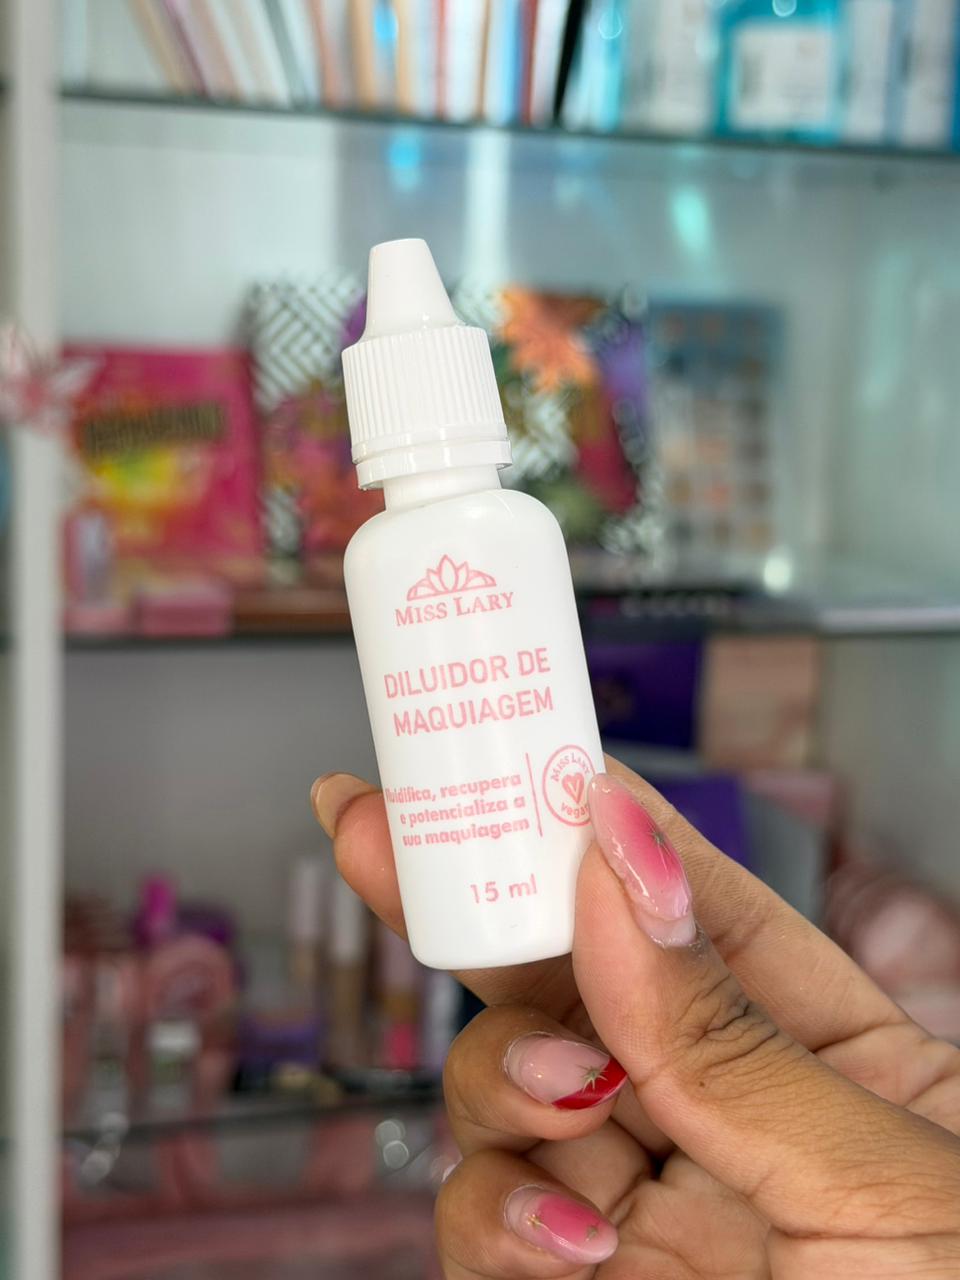 MISS LARY
DILUIDOR DE
MAQUIAGEM
fluidifica, recupera
e potencializa a
sua maquiagem
MISS LARY
vegan
15 ml